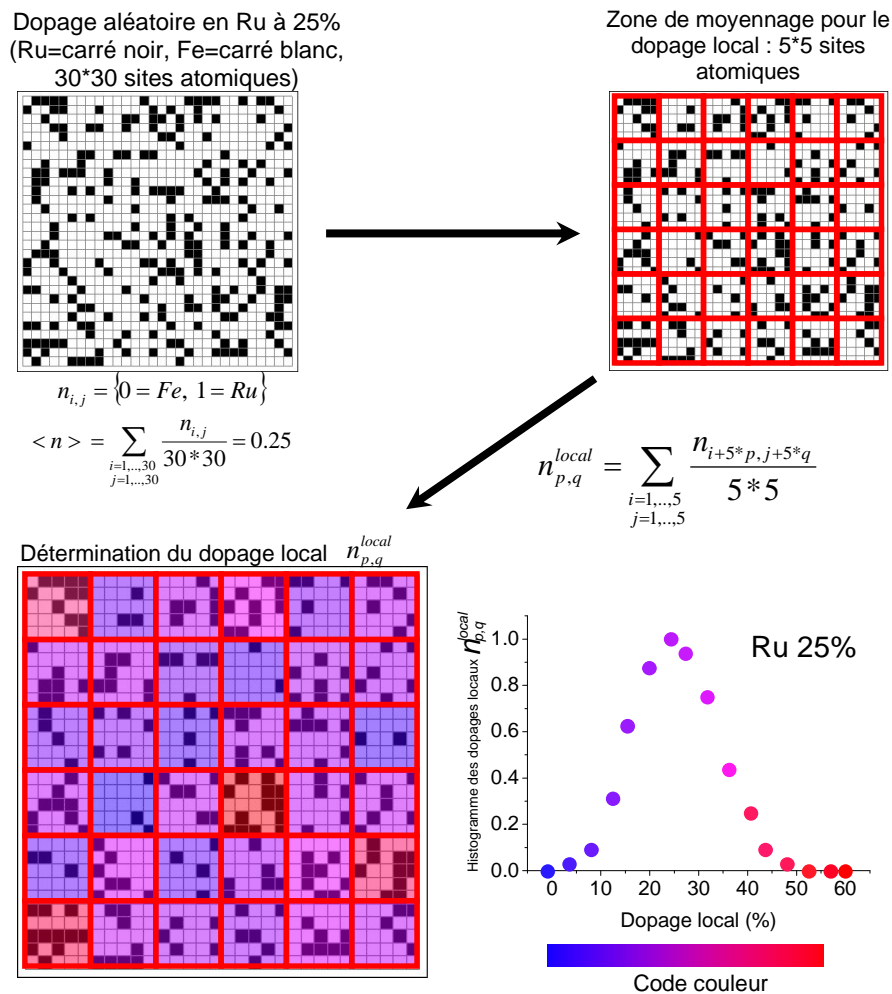 Dopage aléatoire en Ru à 25%
(Ru=carré noir, Fe=carré blanc,
30*30 sites atomiques)
Zone de moyennage pour le
dopage local : 5*5 sites
atomiques
n_{i,j} = {0 = Fe, 1 = Ru}
< n > = ∑_{i=1,..,30 j=1,..,30} n_{i,j} / 30*30 = 0.25
n_{p,q}^{local} = ∑_{i=1,..,5 j=1,..,5} n_{i+5*p, j+5*q} / 5*5
Détermination du dopage local n_{p,q}^{local}
Histogramme des dopages locaux n_{p,q}^{local}
Ru 25%
1.0
0.8
0.6
0.4
0.2
0.0
0 10 20 30 40 50 60
Dopage local (%)
Code couleur